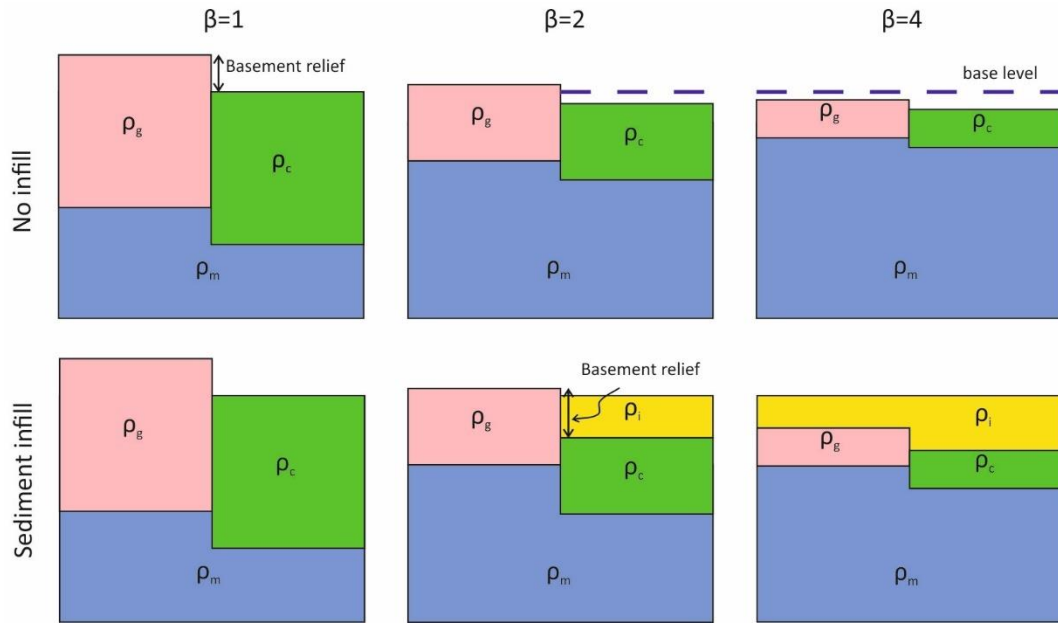 β=1
β=2
β=4
No infill
ρg
Basement relief
ρc
ρm
ρg
ρc
ρm
base level
ρg
ρc
ρm
Sediment infill
ρg
ρc
ρm
Basement relief
ρg
ρi
ρc
ρm
ρi
ρg
ρc
ρm